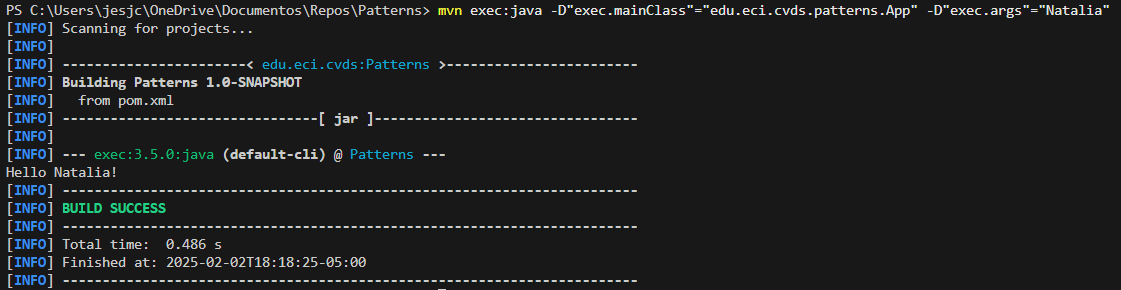 PS C:\Users\jesjc\OneDrive\Documentos\Repos\Patterns> mvn exec:java -D"exec.mainClass"="edu.eci.cvds.patterns.App" -D"exec.args"="Natalia"
[INFO] Scanning for projects...
[INFO]
[INFO] -----------------------< edu.eci.cvds:Patterns >------------------------
[INFO] Building Patterns 1.0-SNAPSHOT
[INFO]   from pom.xml
[INFO] --------------------------------[ jar ]---------------------------------
[INFO]
[INFO] --- exec:3.5.0:java (default-cli) @ Patterns ---
Hello Natalia!
[INFO] ------------------------------------------------------------------------
[INFO] BUILD SUCCESS
[INFO] ------------------------------------------------------------------------
[INFO] Total time:  0.486 s
[INFO] Finished at: 2025-02-02T18:18:25-05:00
[INFO] ------------------------------------------------------------------------